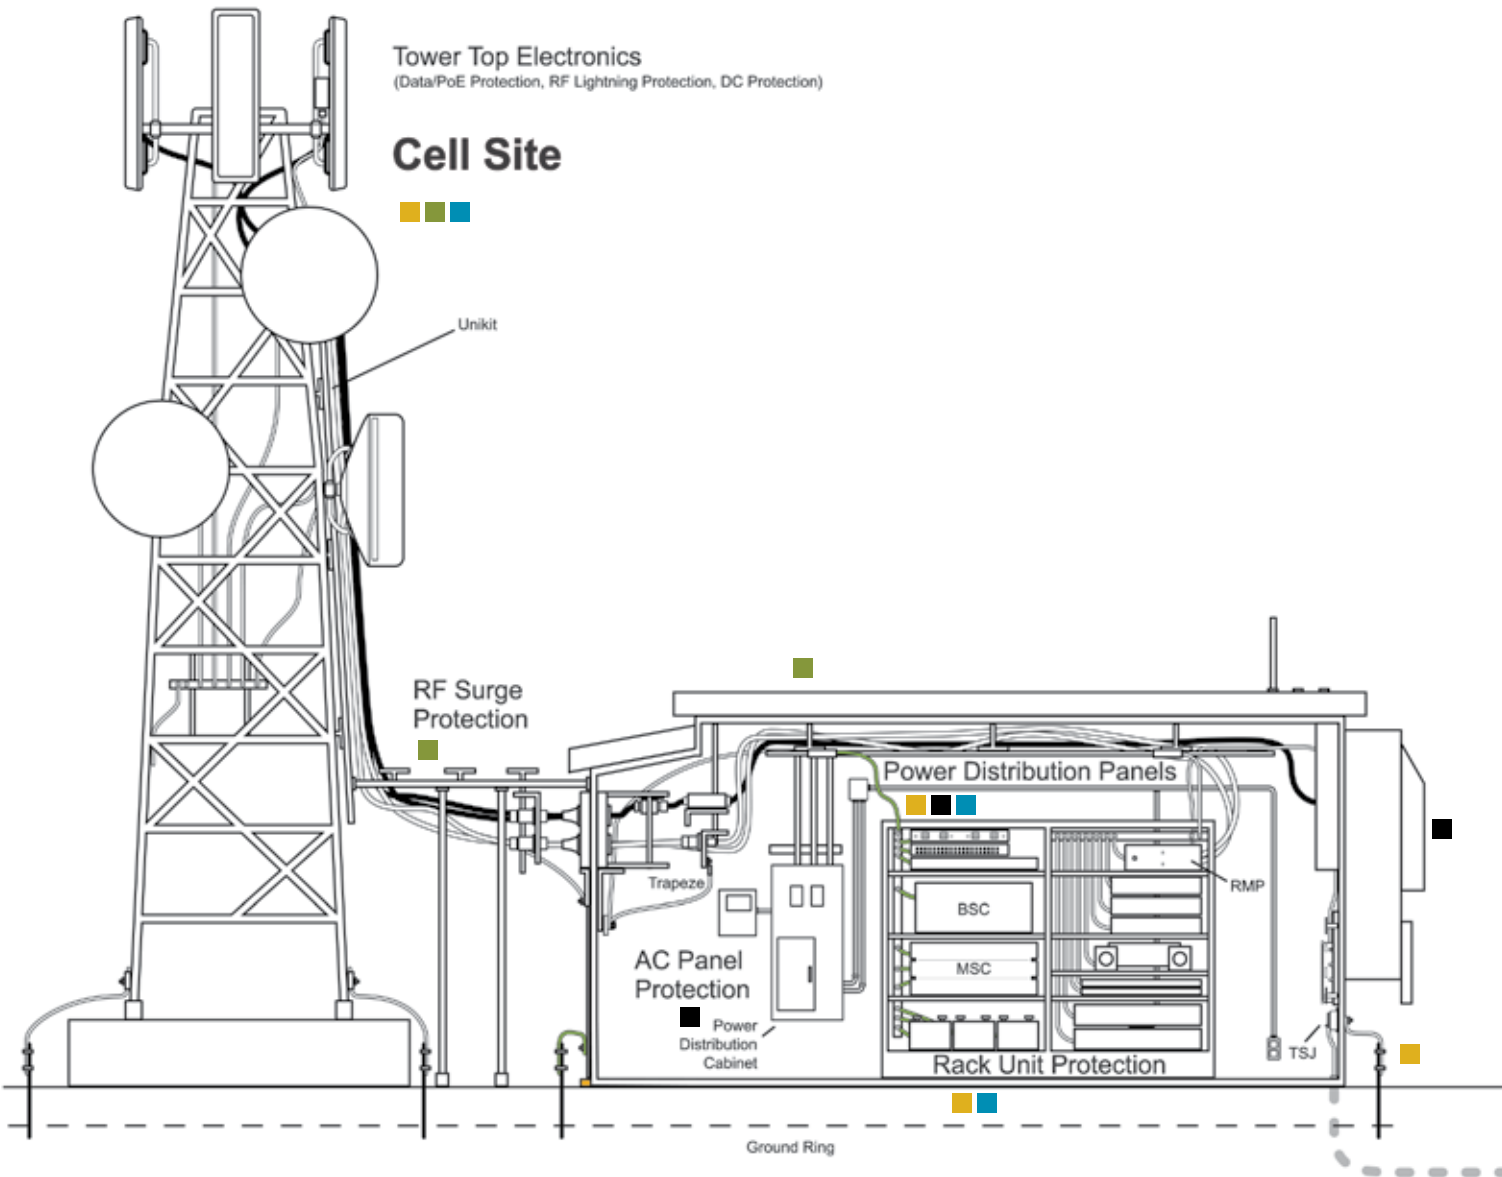 Tower Top Electronics
(Data/PoE Protection, RF Lightning Protection, DC Protection)
Cell Site
Unikit
RF Surge
Protection
Power Distribution Panels
Trapeze
RMP
BSC
AC Panel
Protection
MSC
Power
Distribution
Cabinet
TSJ
Rack Unit Protection
Ground Ring